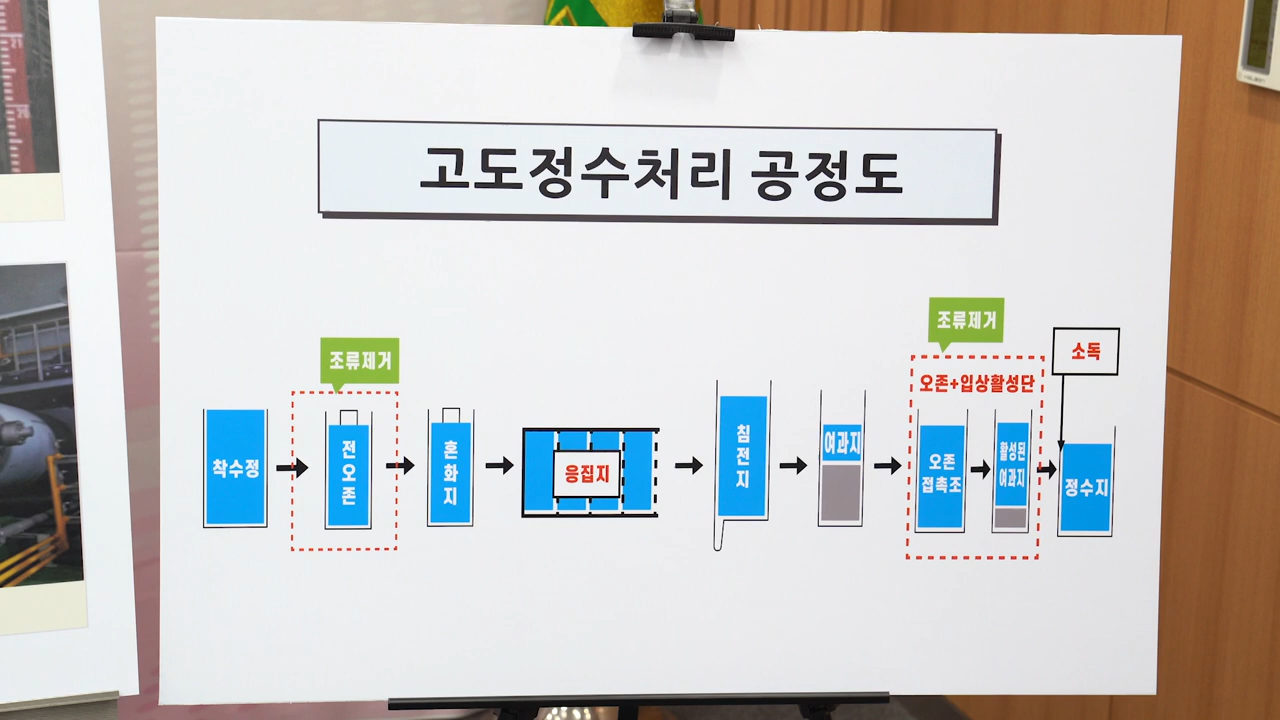 고도정수처리 공정도
조류제거
조류제거
소독
오존+입상활성탄
착수정
전
오
존
혼
화
지
응집지
침
전
지
여과지
오존
접촉조
활성된
여과지
정수지
21
20